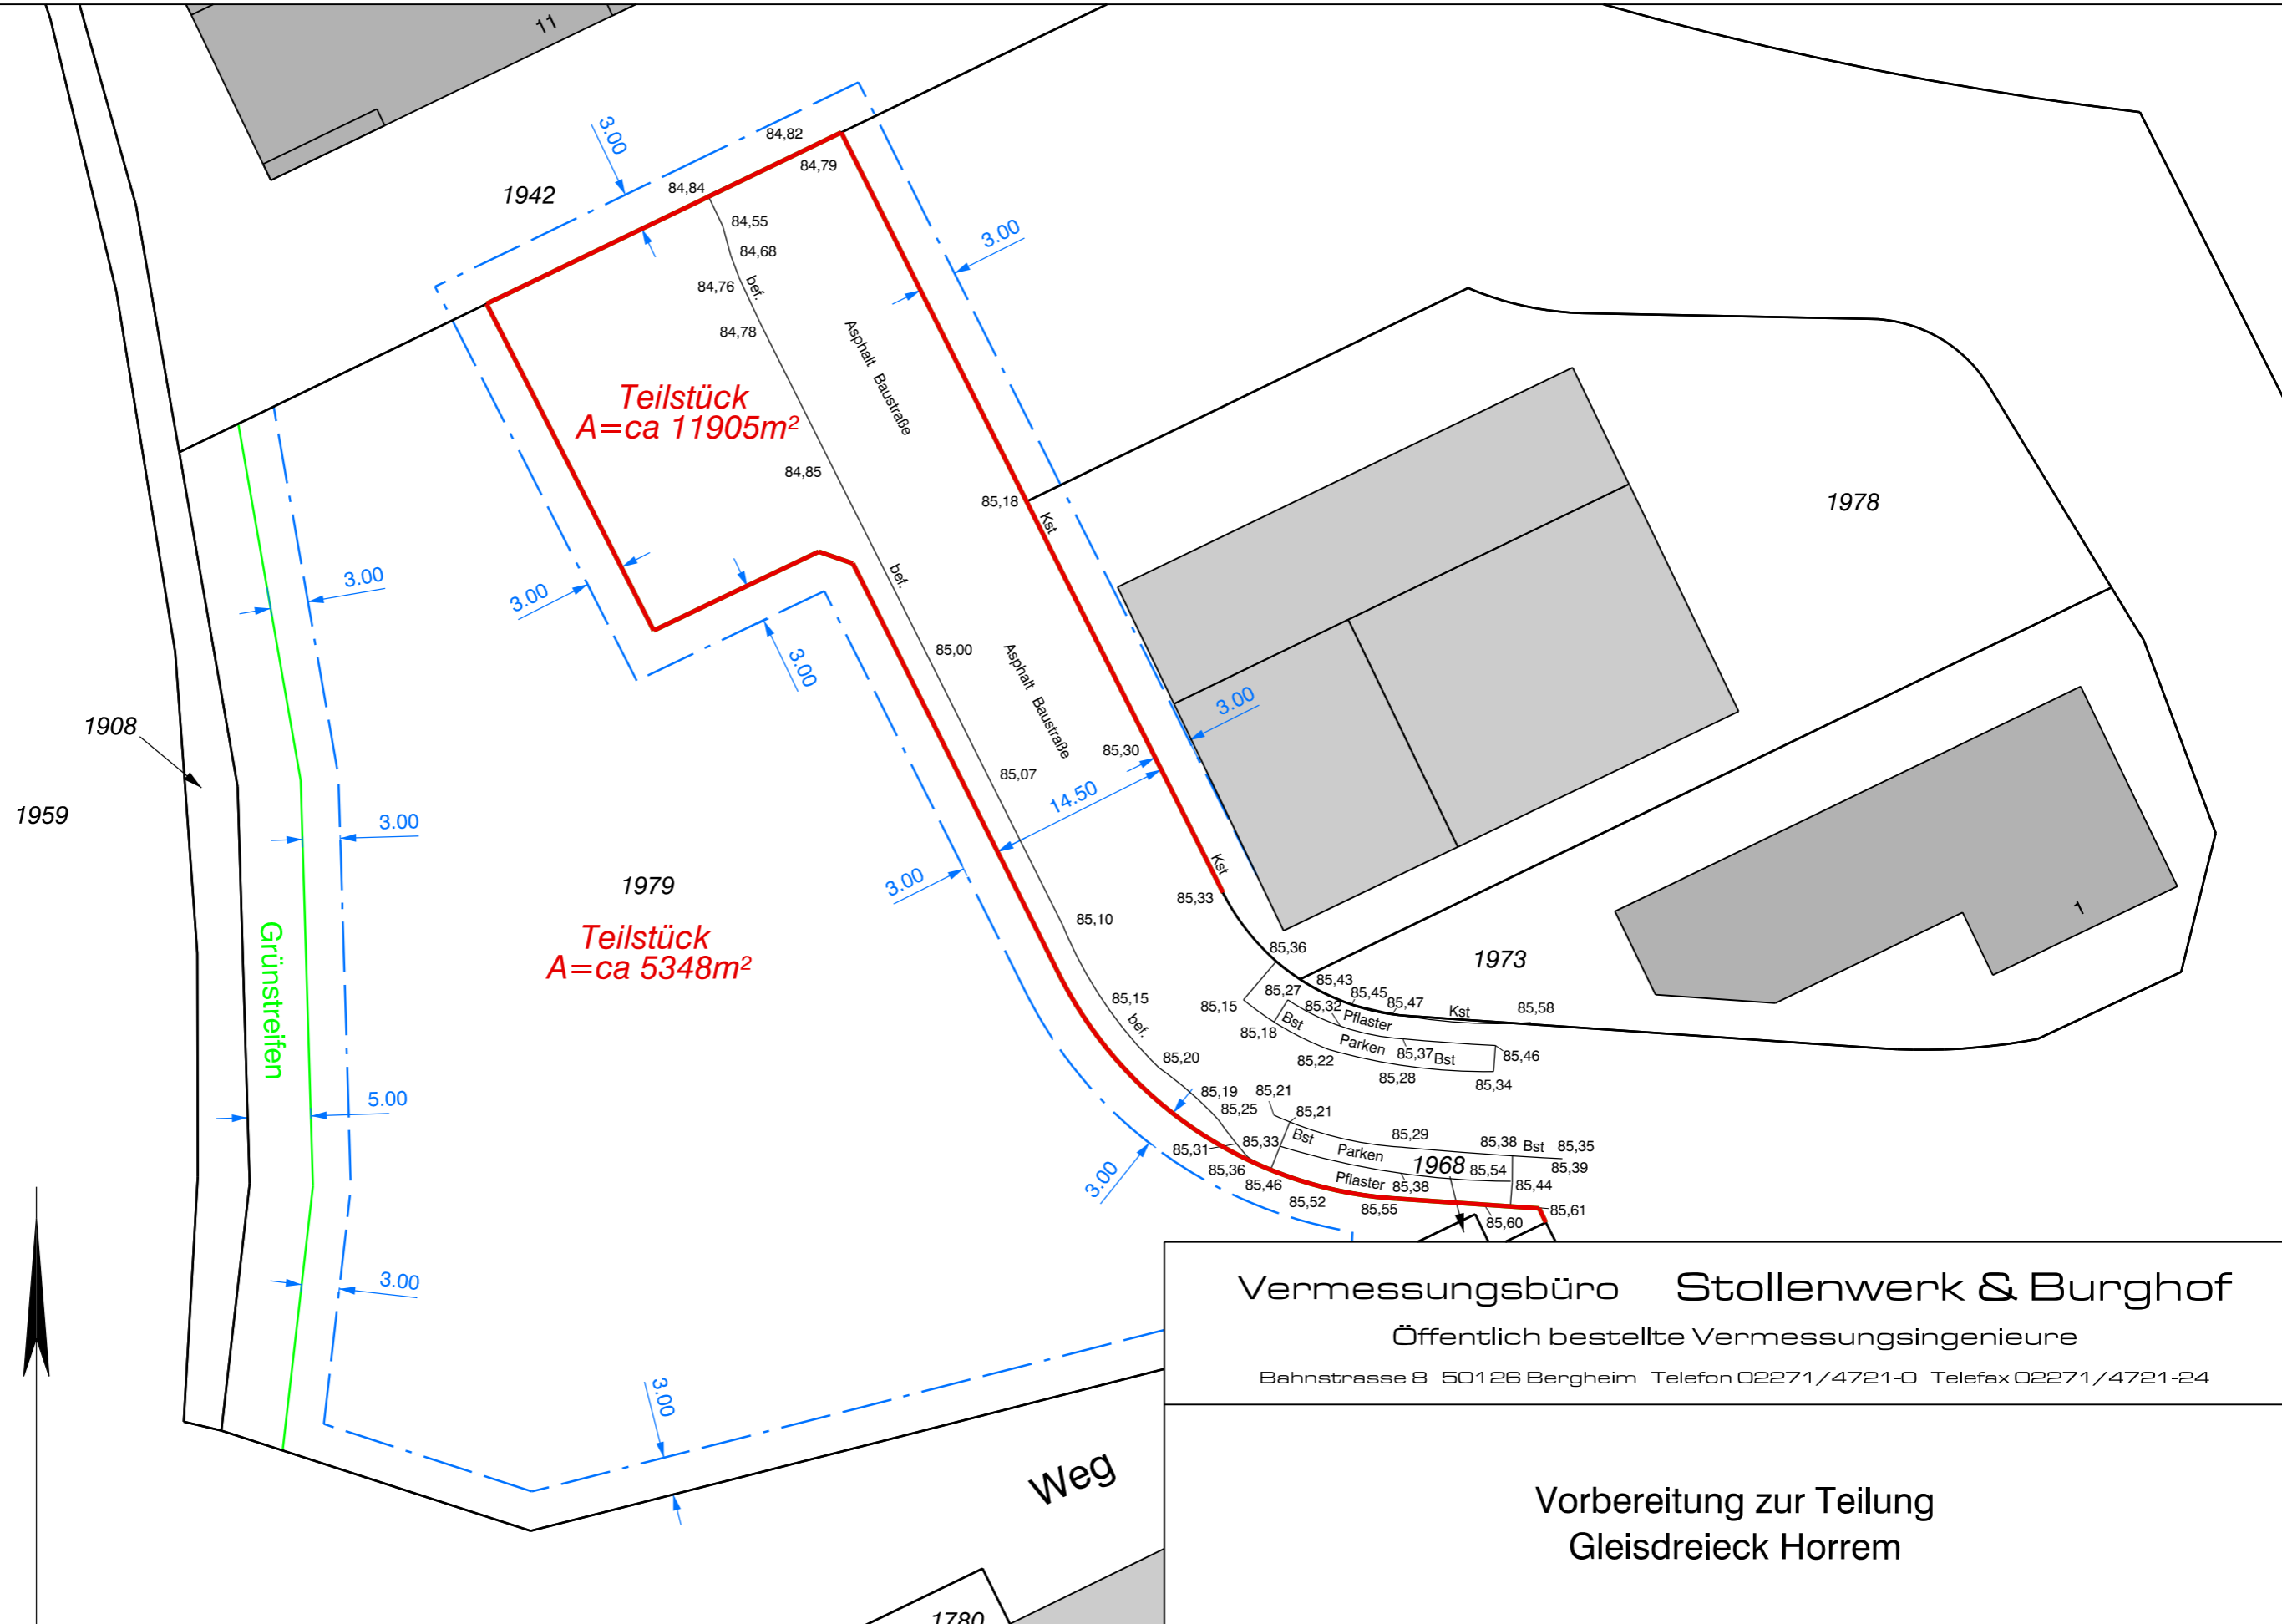 11
84,82
3.00
84,79
84,84
1942
84,55
3.00
84,68
bef.
84,76
84,78
Asphalt Baustraße
Teilstück
A=ca 11905m²
84,85
85,18
Kst
1978
bef.
3.00
3.00
3.00
85,00
Asphalt Baustraße
3.00
1908
85,30
85,07
14.50
1959
3.00
Kst
1979
3.00
85,33
1
85,10
Teilstück
A=ca 5348m²
Grünstreifen
85,36
1973
85,43
85,27
85,45
85,15
85,47
85,15
85,32
Kst
85,58
bef.
Bst
Pflaster
85,18
Parken
85,37
Bst
85,46
85,22
85,20
85,28
85,34
5.00
85,19
85,21
85,25
85,21
Bst
85,29
85,33
85,38
Bst
85,35
85,31
Parken
1968
85,54
85,39
85,36
3.00
Pflaster
85,38
85,44
85,46
85,52
85,55
85,60
85,61
3.00
3.00
Weg
1780
Vermessungsbüro Stollenwerk & Burghof
Öffentlich bestellte Vermessungsingenieure
Bahnstrasse 8 50126 Bergheim Telefon 02271/4721-0 Telefax 02271/4721-24
Vorbereitung zur Teilung
Gleisdreieck Horrem